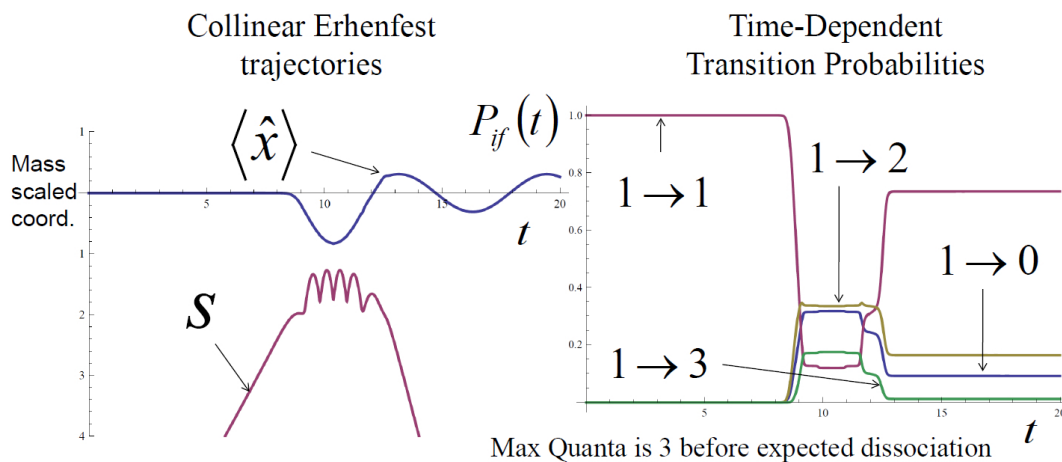 Collinear Erhenfest
trajectories
Time-Dependent
Transition Probabilities
1
Mass
scaled
coord.
⟨x̂⟩
5
10
15
20
t
1
2
3
4
S
P_if(t)
1.0
0.8
0.6
0.4
0.2
1→1
1→2
1→0
1→3
5
10
15
20
t
Max Quanta is 3 before expected dissociation